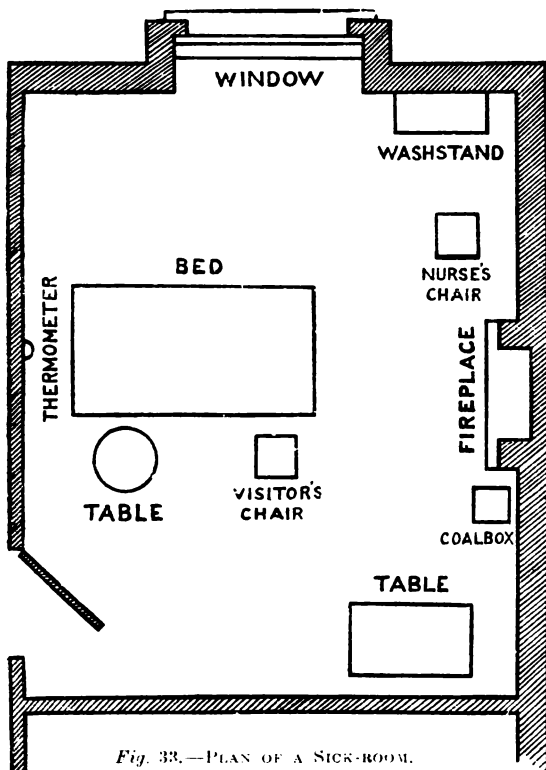 WINDOW
WASHSTAND
BED
NURSE'S
CHAIR
THERMOMETER
FIREPLACE
TABLE
VISITOR'S
CHAIR
COALBOX
TABLE
Fig. 33.—PLAN OF A SICK-ROOM.